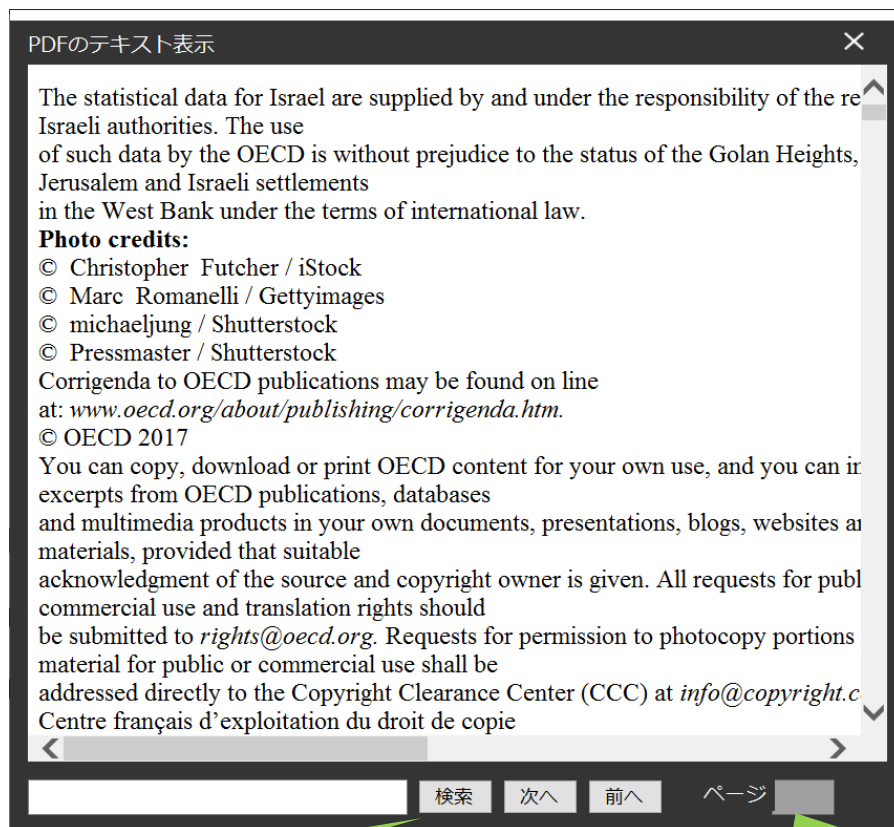 PDFのテキスト表示
The statistical data for Israel are supplied by and under the responsibility of the
Israeli authorities. The use
of such data by the OECD is without prejudice to the status of the Golan Heights,
Jerusalem and Israeli settlements
in the West Bank under the terms of international law.
Photo credits:
© Christopher Futcher / iStock
© Marc Romanelli / Gettyimages
© michaeljung / Shutterstock
© Pressmaster / Shutterstock
Corrigenda to OECD publications may be found on line
at: www.oecd.org/about/publishing/corrigenda.htm.
© OECD 2017
You can copy, download or print OECD content for your own use, and you can
excerpts from OECD publications, databases
and multimedia products in your own documents, presentations, blogs, websites
materials, provided that suitable
acknowledgment of the source and copyright owner is given. All requests for
commercial use and translation rights should
be submitted to rights@oecd.org. Requests for permission to photocopy portions
material for public or commercial use shall be
addressed directly to the Copyright Clearance Center (CCC) at
Centre français d’exploitation du droit de copie
検索 次へ 前へ ページ